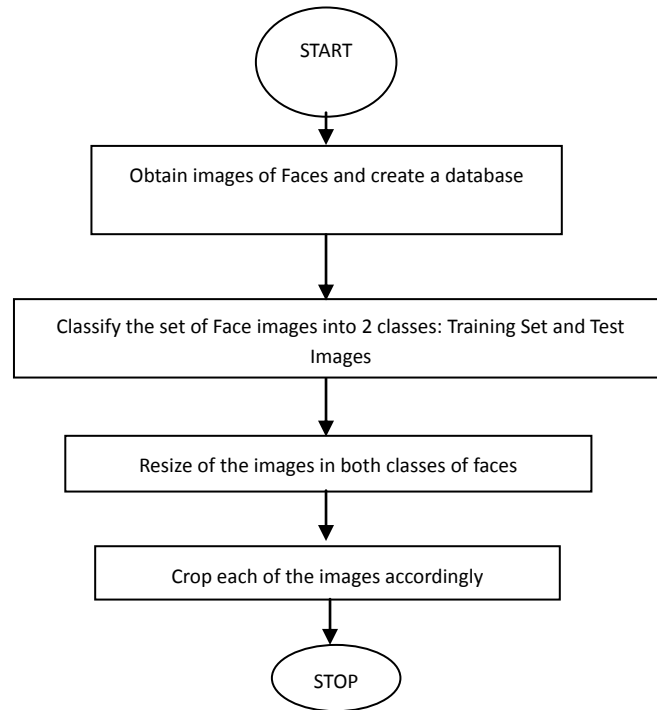 START
Obtain images of Faces and create a database
Classify the set of Face images into 2 classes: Training Set and Test
Images
Resize of the images in both classes of faces
Crop each of the images accordingly
STOP